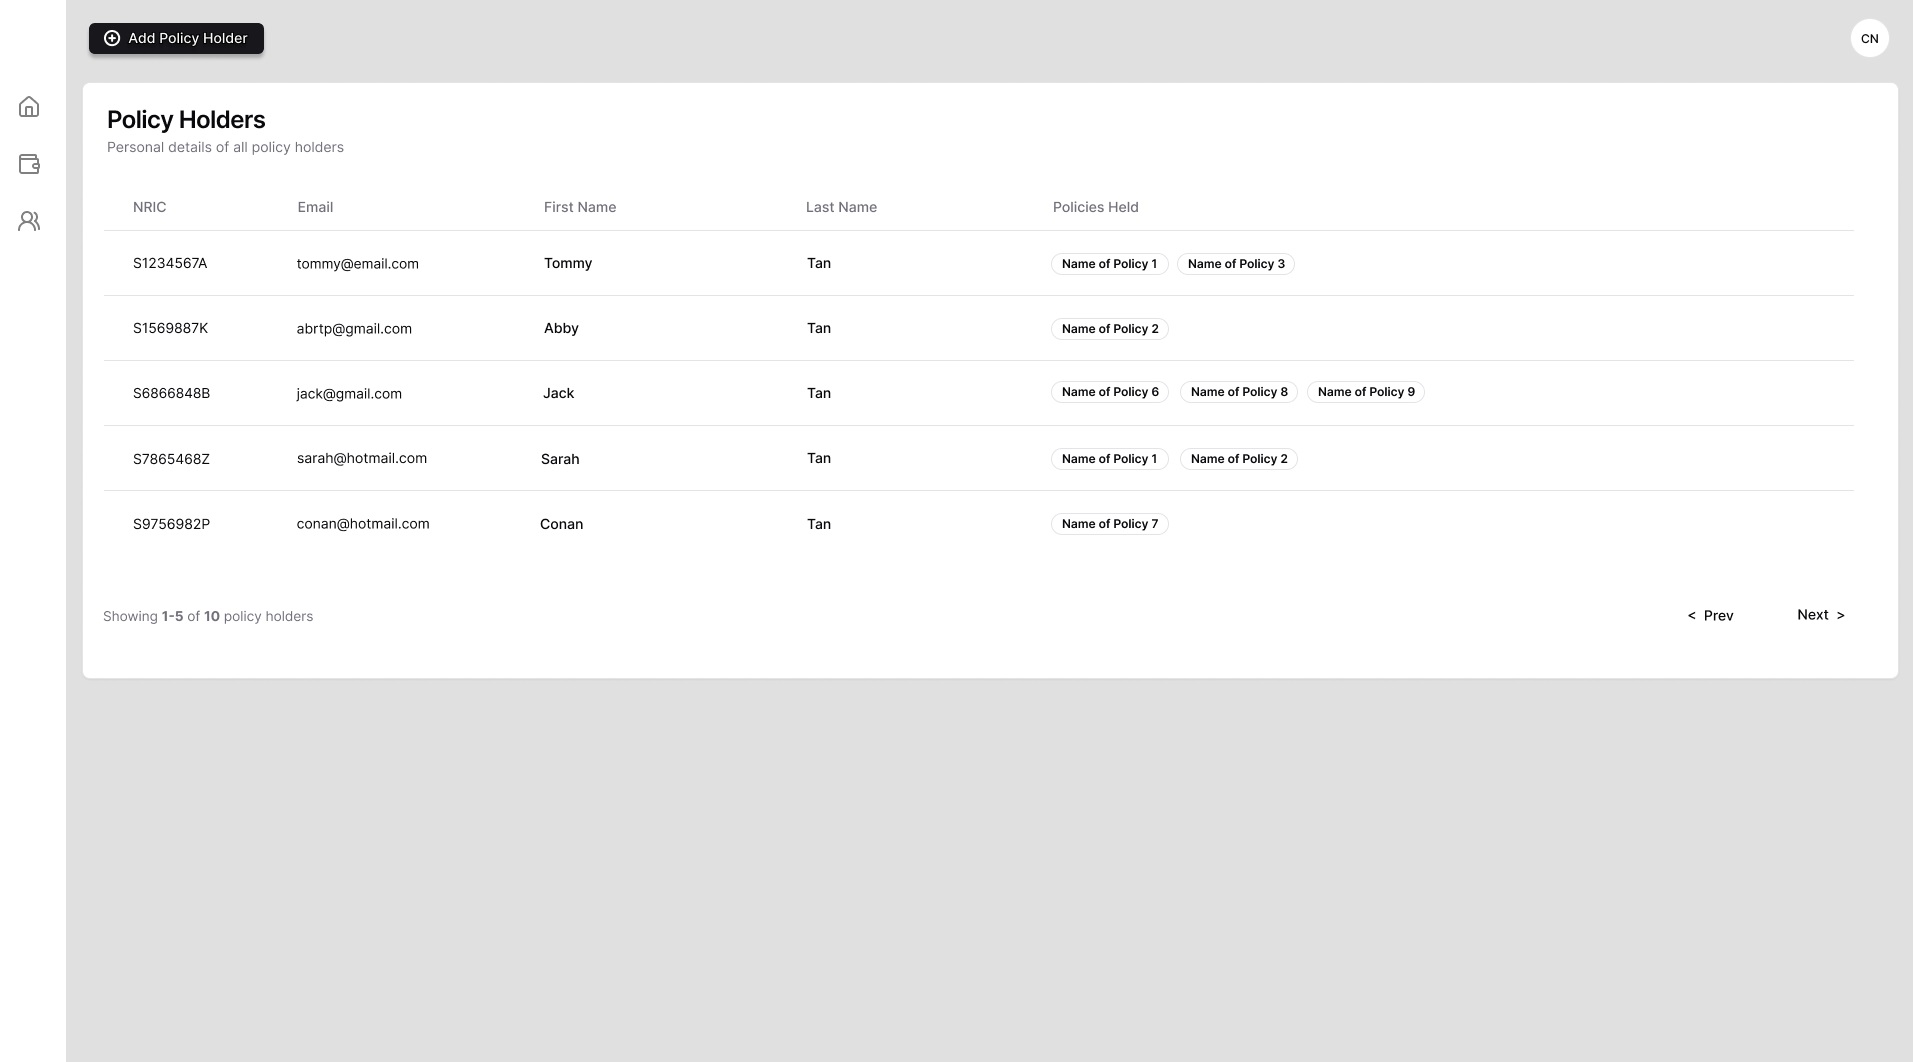 Add Policy Holder
CN
Policy Holders
Personal details of all policy holders
NRIC Email First Name Last Name Policies Held
S1234567A tommy@email.com Tommy Tan Name of Policy 1 Name of Policy 3
S1569887K abrtp@gmail.com Abby Tan Name of Policy 2
S6866848B jack@gmail.com Jack Tan Name of Policy 6 Name of Policy 8 Name of Policy 9
S7865468Z sarah@hotmail.com Sarah Tan Name of Policy 1 Name of Policy 2
S9756982P conan@hotmail.com Conan Tan Name of Policy 7
Showing 1-5 of 10 policy holders < Prev Next >